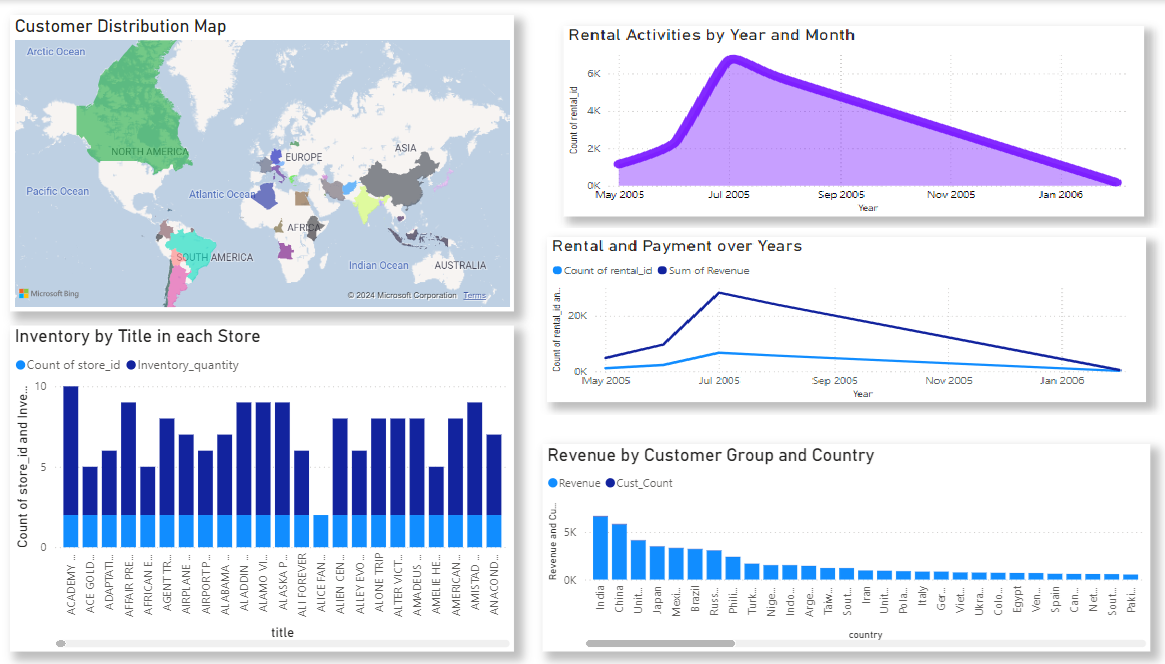 Customer Distribution Map
Arctic Ocean
NORTH AMERICA
EUROPE
ASIA
Pacific Ocean
Atlantic Ocean
AFRICA
SOUTH AMERICA
Indian Ocean
AUSTRALIA
Microsoft Bing
© 2024 Microsoft Corporation Terms
Rental Activities by Year and Month
Count of rental_id
6K
4K
2K
0K
May 2005 Jul 2005 Sep 2005 Nov 2005 Jan 2006
Year
Rental and Payment over Years
Count of rental_id Sum of Revenue
Count of rental_id an...
20K
0K
May 2005 Jul 2005 Sep 2005 Nov 2005 Jan 2006
Year
Inventory by Title in each Store
Count of store_id Inventory_quantity
Count of store_id and Inve...
10
5
0
ACADEMY ...
ACE GOLD...
ADAPTATI...
AFFAIR PRE...
AFRICAN E...
AGENT TR...
AIRPLANE ...
AIRPORT P...
ALABAMA ...
ALADDIN ...
ALAMO VI...
ALASKA P...
ALI FOREVER
ALICE FAN...
ALIEN CEN...
ALLEY EVO...
ALONE TRIP
ALTER VICT...
AMADEUS ...
AMELIE HE...
AMERICAN...
AMISTAD ...
ANACOND...
title
Revenue by Customer Group and Country
Revenue Cust_Count
Revenue and Cu...
5K
0K
India
China
Unit...
Japan
Mexi...
Brazil
Russ...
Phili...
Turk...
Nige...
Indo...
Arge...
Taiw...
Sout...
Iran
Unit...
Pola...
Italy
Ger...
Viet...
Ukra...
Colo...
Egypt
Ven...
Spain
Can...
Net...
Sout...
Paki...
country